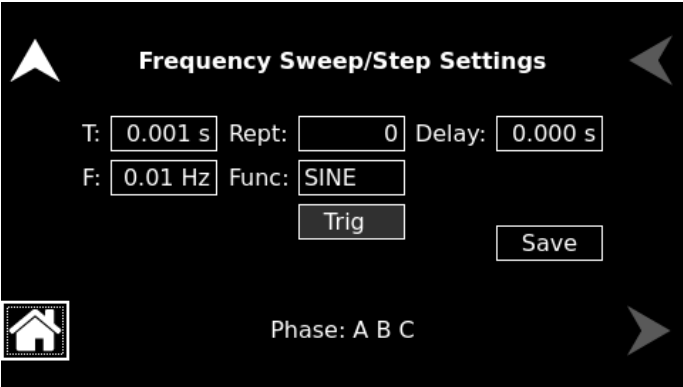 Frequency Sweep/Step Settings
T: 0.001 s Rept: 0 Delay: 0.000 s
F: 0.01 Hz Func: SINE
Trig
Save
Phase: A B C